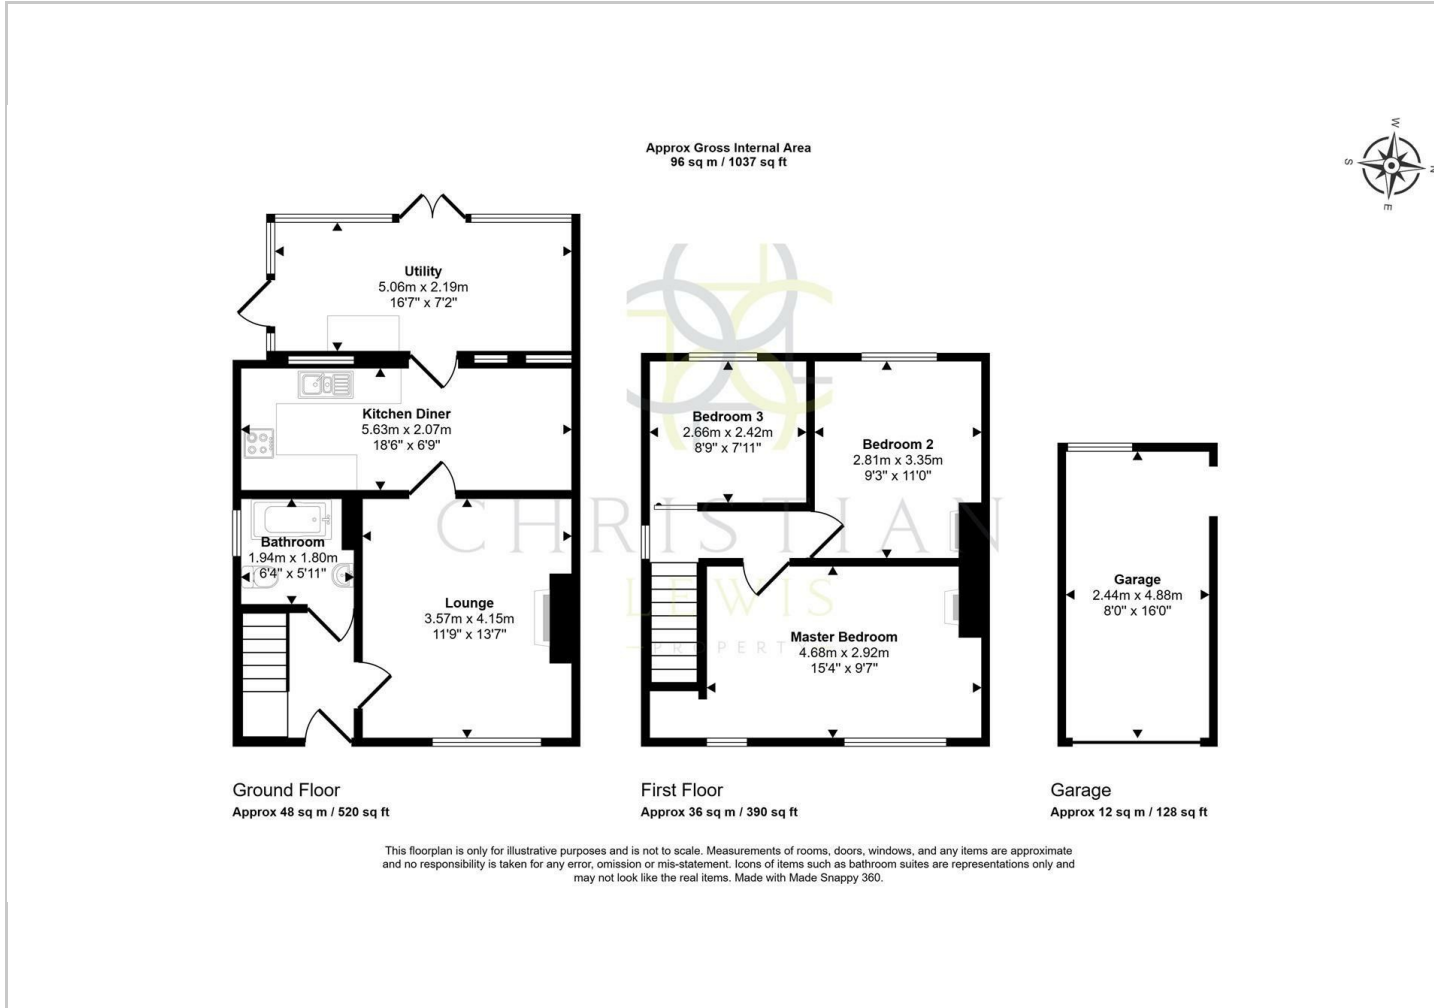 Approx Gross Internal Area
96 sq m / 1037 sq ft
W
S
N
E
Utility
5.06m x 2.19m
16'7" x 7'2"
Kitchen Diner
5.63m x 2.07m
18'6" x 6'9"
Bathroom
1.94m x 1.80m
6'4" x 5'11"
Lounge
3.57m x 4.15m
11'9" x 13'7"
Bedroom 3
2.66m x 2.42m
8'9" x 7'11"
Bedroom 2
2.81m x 3.35m
9'3" x 11'0"
Master Bedroom
4.68m x 2.92m
15'4" x 9'7"
Garage
2.44m x 4.88m
8'0" x 16'0"
CHRISTIAN
LEWIS
PROPERT
Ground Floor
Approx 48 sq m / 520 sq ft
First Floor
Approx 36 sq m / 390 sq ft
Garage
Approx 12 sq m / 128 sq ft
This floorplan is only for illustrative purposes and is not to scale. Measurements of rooms, doors, windows, and any items are approximate
and no responsibility is taken for any error, omission or mis-statement. Icons of items such as bathroom suites are representations only and
may not look like the real items. Made with Made Snappy 360.